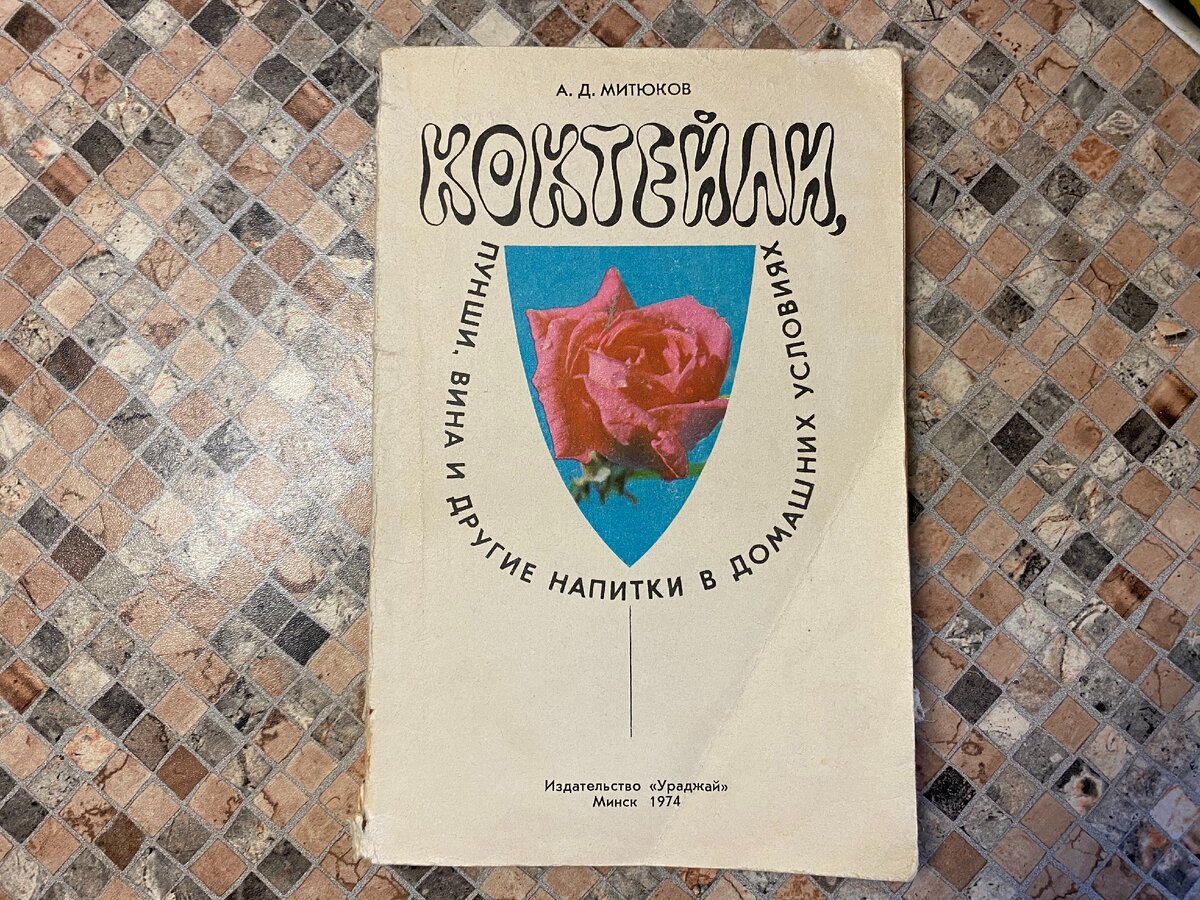 А. Д. МИТЮКОВ
КОКТЕЙЛИ,
ПУНШИ, ВИНА И ДРУГИЕ НАПИТКИ В ДОМАШНИХ УСЛОВИЯХ
Издательство «Ураджай»
Минск 1974